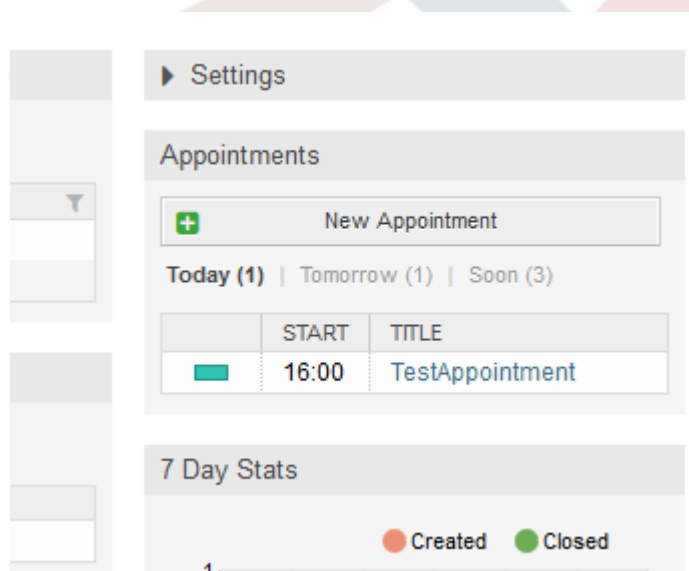 Settings
Appointments
New Appointment
Today (1) | Tomorrow (1) | Soon (3)
START TITLE
16:00 TestAppointment
7 Day Stats
Created Closed
1